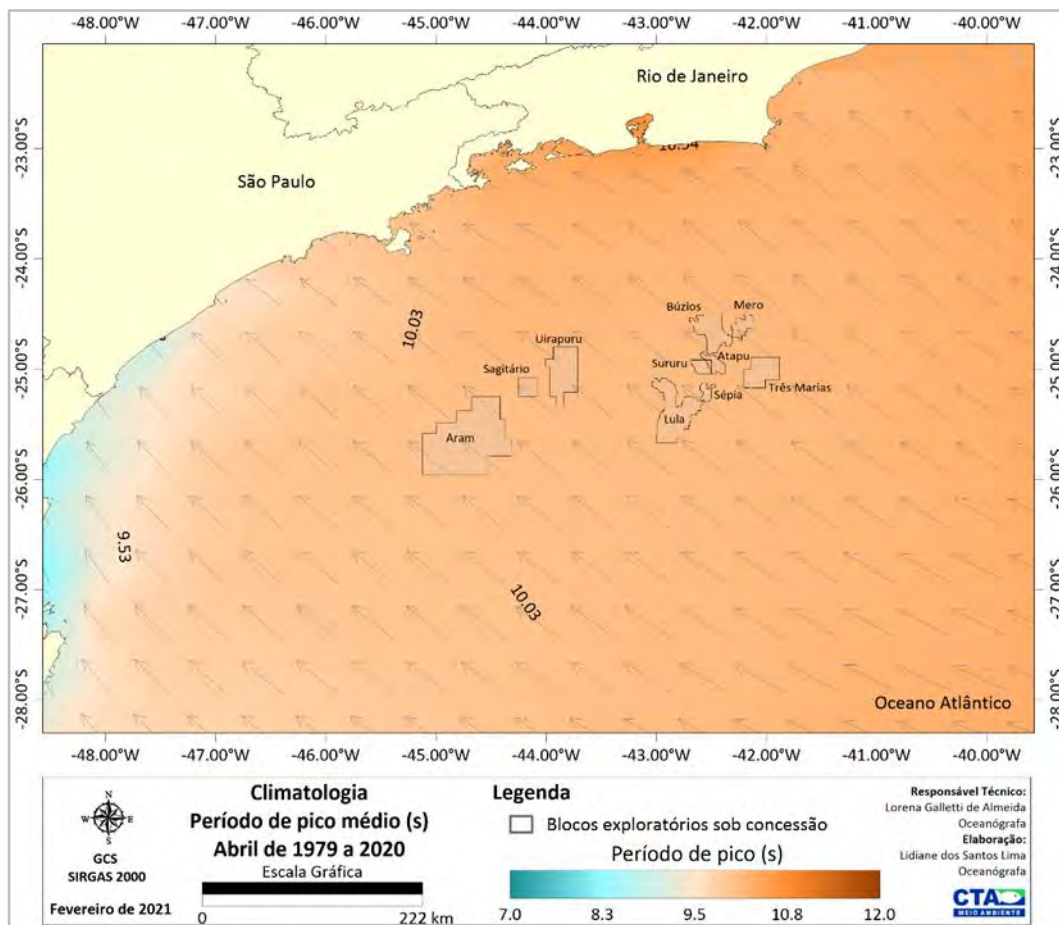 -48.00°W -47.00°W -46.00°W -45.00°W -44.00°W -43.00°W -42.00°W -41.00°W -40.00°W
Rio de Janeiro
-23.00°S
10.54
-23.00°S
São Paulo
-24.00°S
-24.00°S
Búzios
Mero
10.03
Uirapuru
Atapu
-25.00°S
Sagitário
Sururu
-25.00°S
Três Marias
Sépia
Lula
Aram
-26.00°S
-26.00°S
9.53
-27.00°S
10.03
-27.00°S
-28.00°S
Oceano Atlântico
-28.00°S
-48.00°W -47.00°W -46.00°W -45.00°W -44.00°W -43.00°W -42.00°W -41.00°W -40.00°W
N
W
E
S
GCS
SIRGAS 2000
Fevereiro de 2021
Climatologia
Período de pico médio (s)
Abril de 1979 a 2020
Escala Gráfica
0 222 km
Legenda
Blocos exploratórios sob concessão
Período de pico (s)
7.0 8.3 9.5 10.8 12.0
Responsável Técnico:
Lorena Galletti de Almeida
Oceanógrafa
Elaboração:
Lidiane dos Santos Lima
Oceanógrafa
CTA
MEIO AMBIENTE